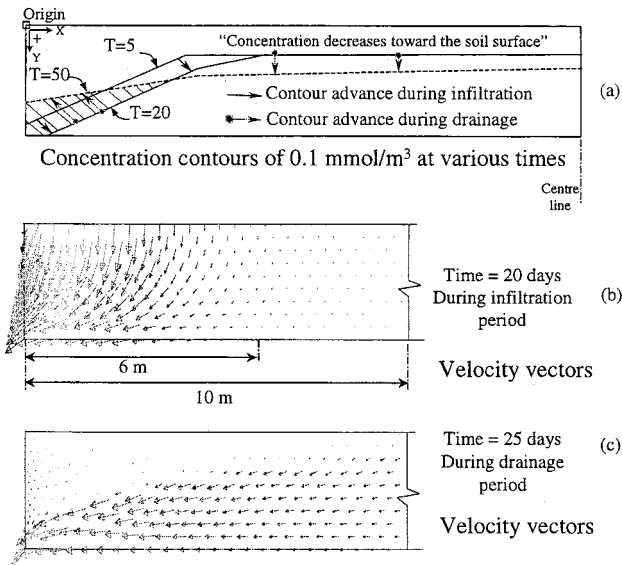 Origin
X
+
Y
T=5
"Concentration decreases toward the soil surface"
T=50
T=20
Contour advance during infiltration
Contour advance during drainage
(a)
Concentration contours of 0.1 mmol/m³ at various times
Centre
line
Time = 20 days
During infiltration
period
(b)
Velocity vectors
6 m
10 m
Time = 25 days
During drainage
period
(c)
Velocity vectors